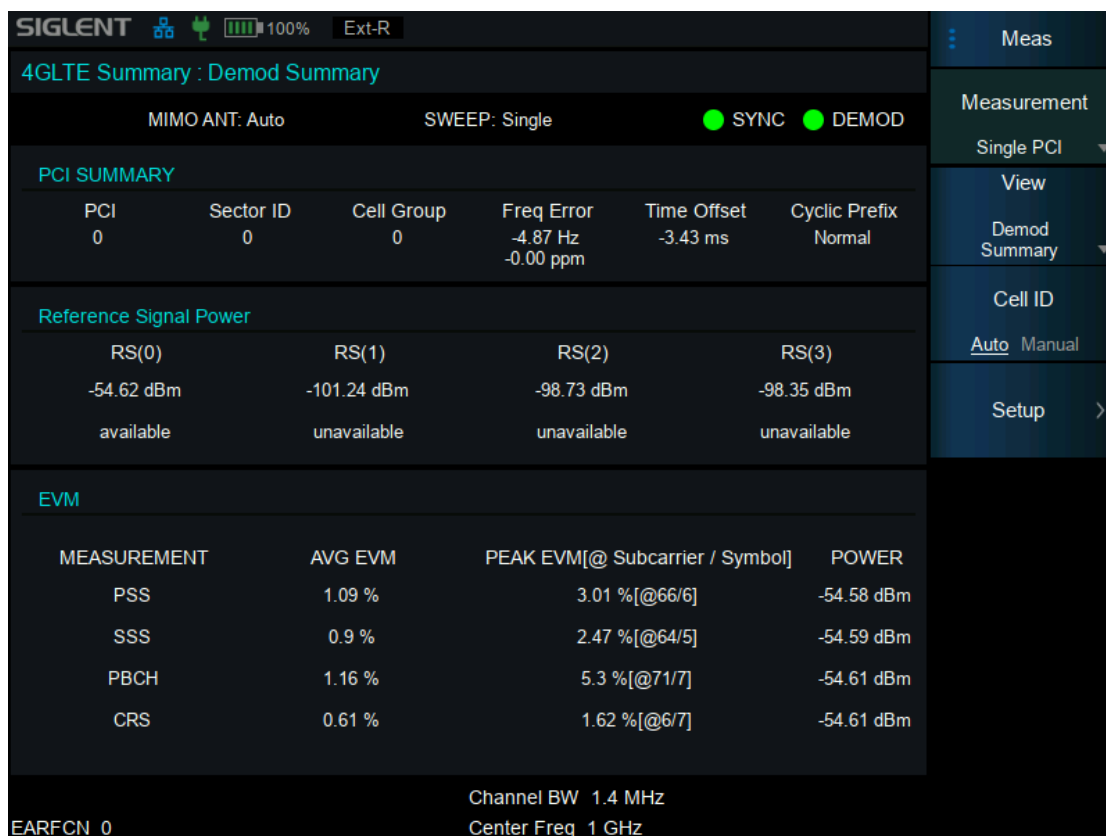 SIGLENT 100% Ext-R
Meas
4GLTE Summary : Demod Summary
MIMO ANT: Auto SWEEP: Single SYNC DEMOD
Measurement
Single PCI
PCI SUMMARY
PCI Sector ID Cell Group Freq Error Time Offset Cyclic Prefix
0 0 0 -4.87 Hz -3.43 ms Normal
-0.00 ppm
View
Demod
Summary
Reference Signal Power
RS(0) RS(1) RS(2) RS(3)
-54.62 dBm -101.24 dBm -98.73 dBm -98.35 dBm
available unavailable unavailable unavailable
Cell ID
Auto Manual
Setup
EVM
MEASUREMENT AVG EVM PEAK EVM[@ Subcarrier / Symbol] POWER
PSS 1.09 % 3.01 %[@66/6] -54.58 dBm
SSS 0.9 % 2.47 %[@64/5] -54.59 dBm
PBCH 1.16 % 5.3 %[@71/7] -54.61 dBm
CRS 0.61 % 1.62 %[@6/7] -54.61 dBm
Channel BW 1.4 MHz
EARFCN 0 Center Freq 1 GHz